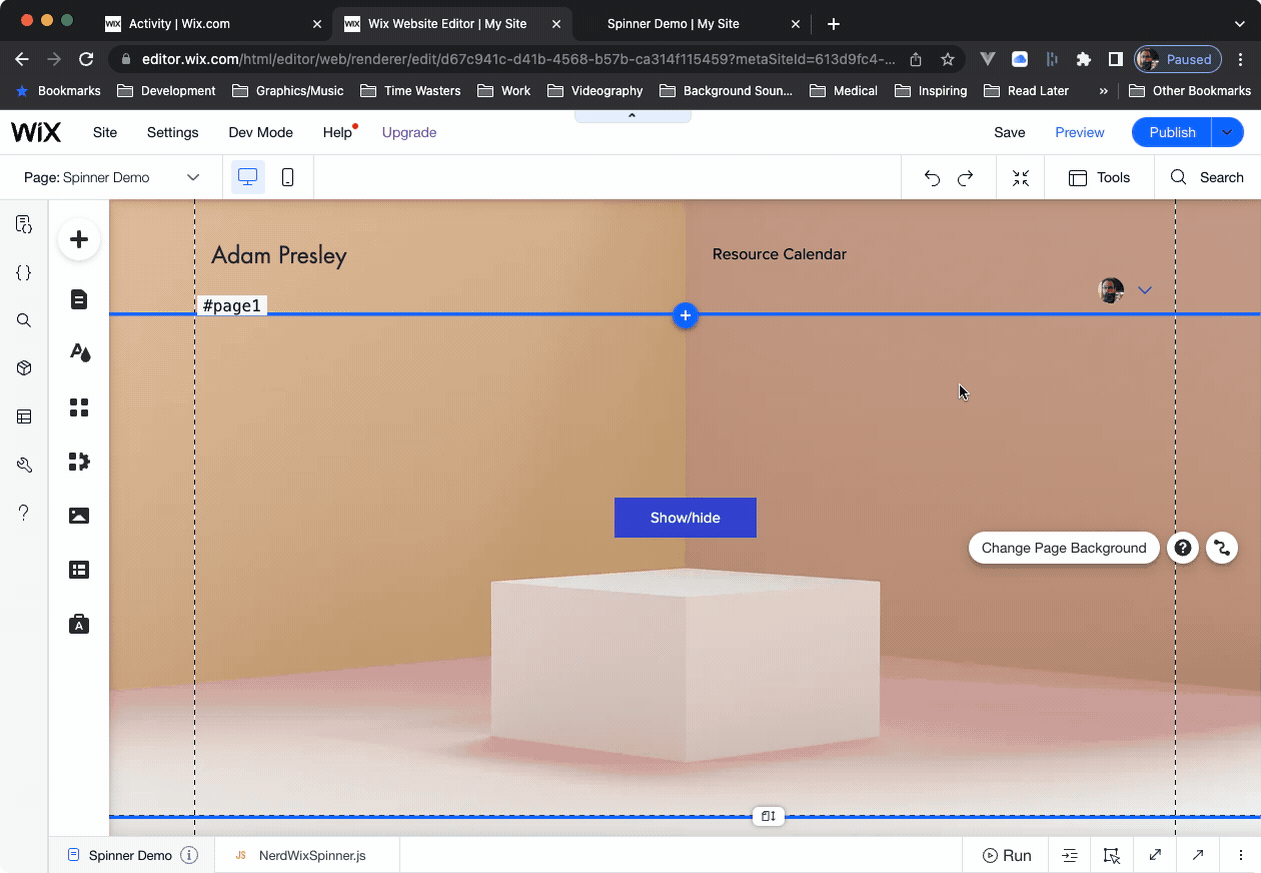 WIX Activity | Wix.com
WIX Wix Website Editor | My Site
Spinner Demo | My Site
editor.wix.com/html/editor/web/renderer/edit/d67c941c-d41b-4568-b57b-ca314f115459?metaSiteId=613d9fc4-...
Paused
Bookmarks Development Graphics/Music Time Wasters Work Videography Background Soun... Medical Inspiring Read Later » Other Bookmarks
WiX Site Settings Dev Mode Help Upgrade Save Preview Publish
Page: Spinner Demo Tools Search
Adam Presley
Resource Calendar
#page1
Show/hide
Change Page Background
Spinner Demo
JS NerdWixSpinner.js
Run